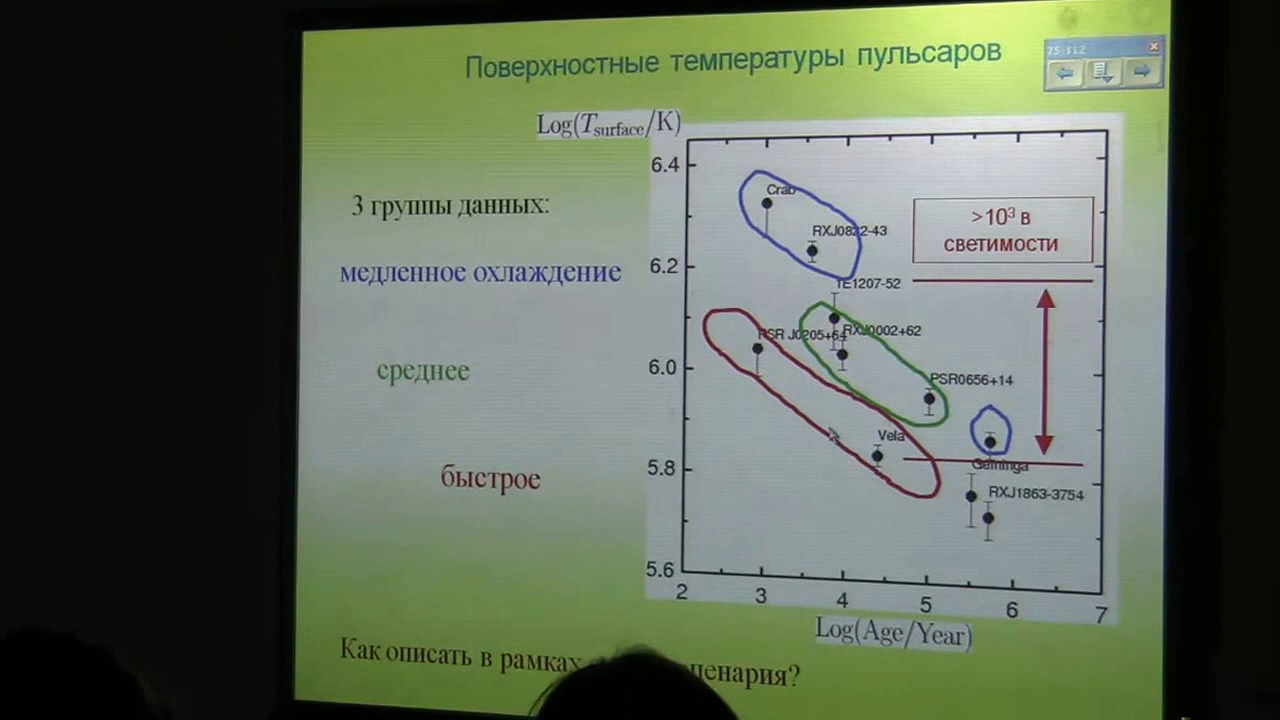 Поверхностные температуры пульсаров
Log(Tsurface/K)
3 группы данных:
медленное охлаждение
среднее
быстрое
6.4
6.2
6.0
5.8
5.6
2
3
4
5
6
7
Log(Age/Year)
Crab
RXJ0822-43
1E1207-52
RXJ0002+62
PSR J0205+64
PSR0656+14
Vela
Geminga
RXJ1863-3754
>10³ в
светимости
Как описать в рамках ценария?